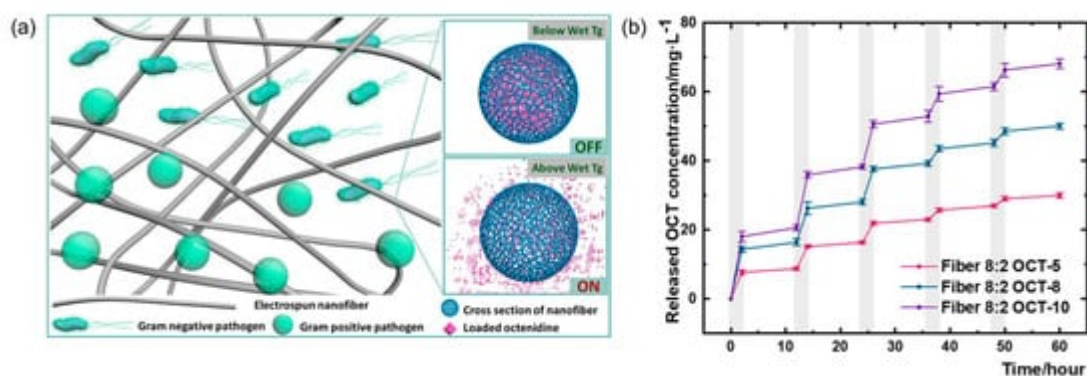 (a)
Below Wet Tg
OFF
Above Wet Tg
ON
Electrospun nanofiber
Gram negative pathogen
Gram positive pathogen
Cross section of nanofiber
Loaded octenidine
(b)
Released OCT concentration/mg·L⁻¹
80
60
40
20
0
Fiber 8:2 OCT-5
Fiber 8:2 OCT-8
Fiber 8:2 OCT-10
0 10 20 30 40 50 60
Time/hour